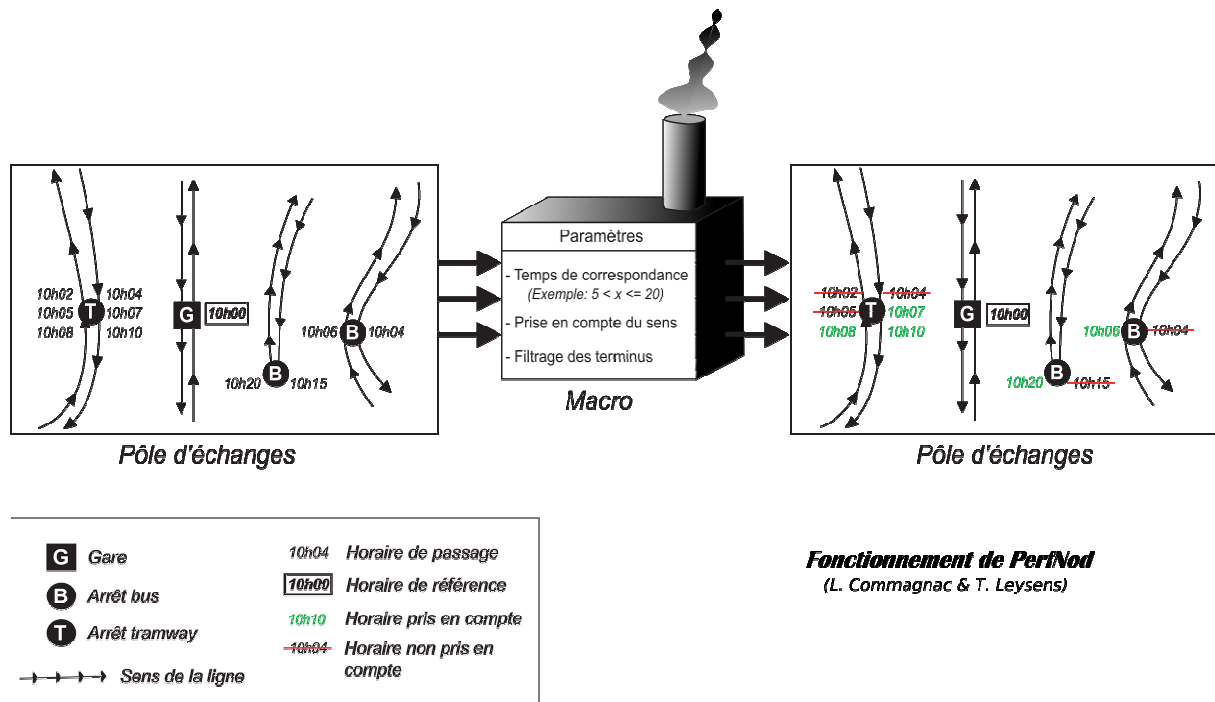 Paramètres
- Temps de correspondance
(Exemple: 5 < x <= 20)
- Prise en compte du sens
- Filtrage des terminus
Macro
10h02 10h04
10h05 T 10h07
10h08 10h10
G 10h00
10h06 B 10h04
10h20 B 10h15
Pôle d'échanges
10h02 10h04
10h05 T 10h07
10h08 10h10
G 10h00
10h06 B 10h04
10h20 B 10h15
Pôle d'échanges
G Gare
B Arrêt bus
T Arrêt tramway
Sens de la ligne
10h04 Horaire de passage
10h00 Horaire de référence
10h10 Horaire pris en compte
10h04 Horaire non pris en
compte
Fonctionnement de PerfNod
(L. Commagnac & T. Leysens)